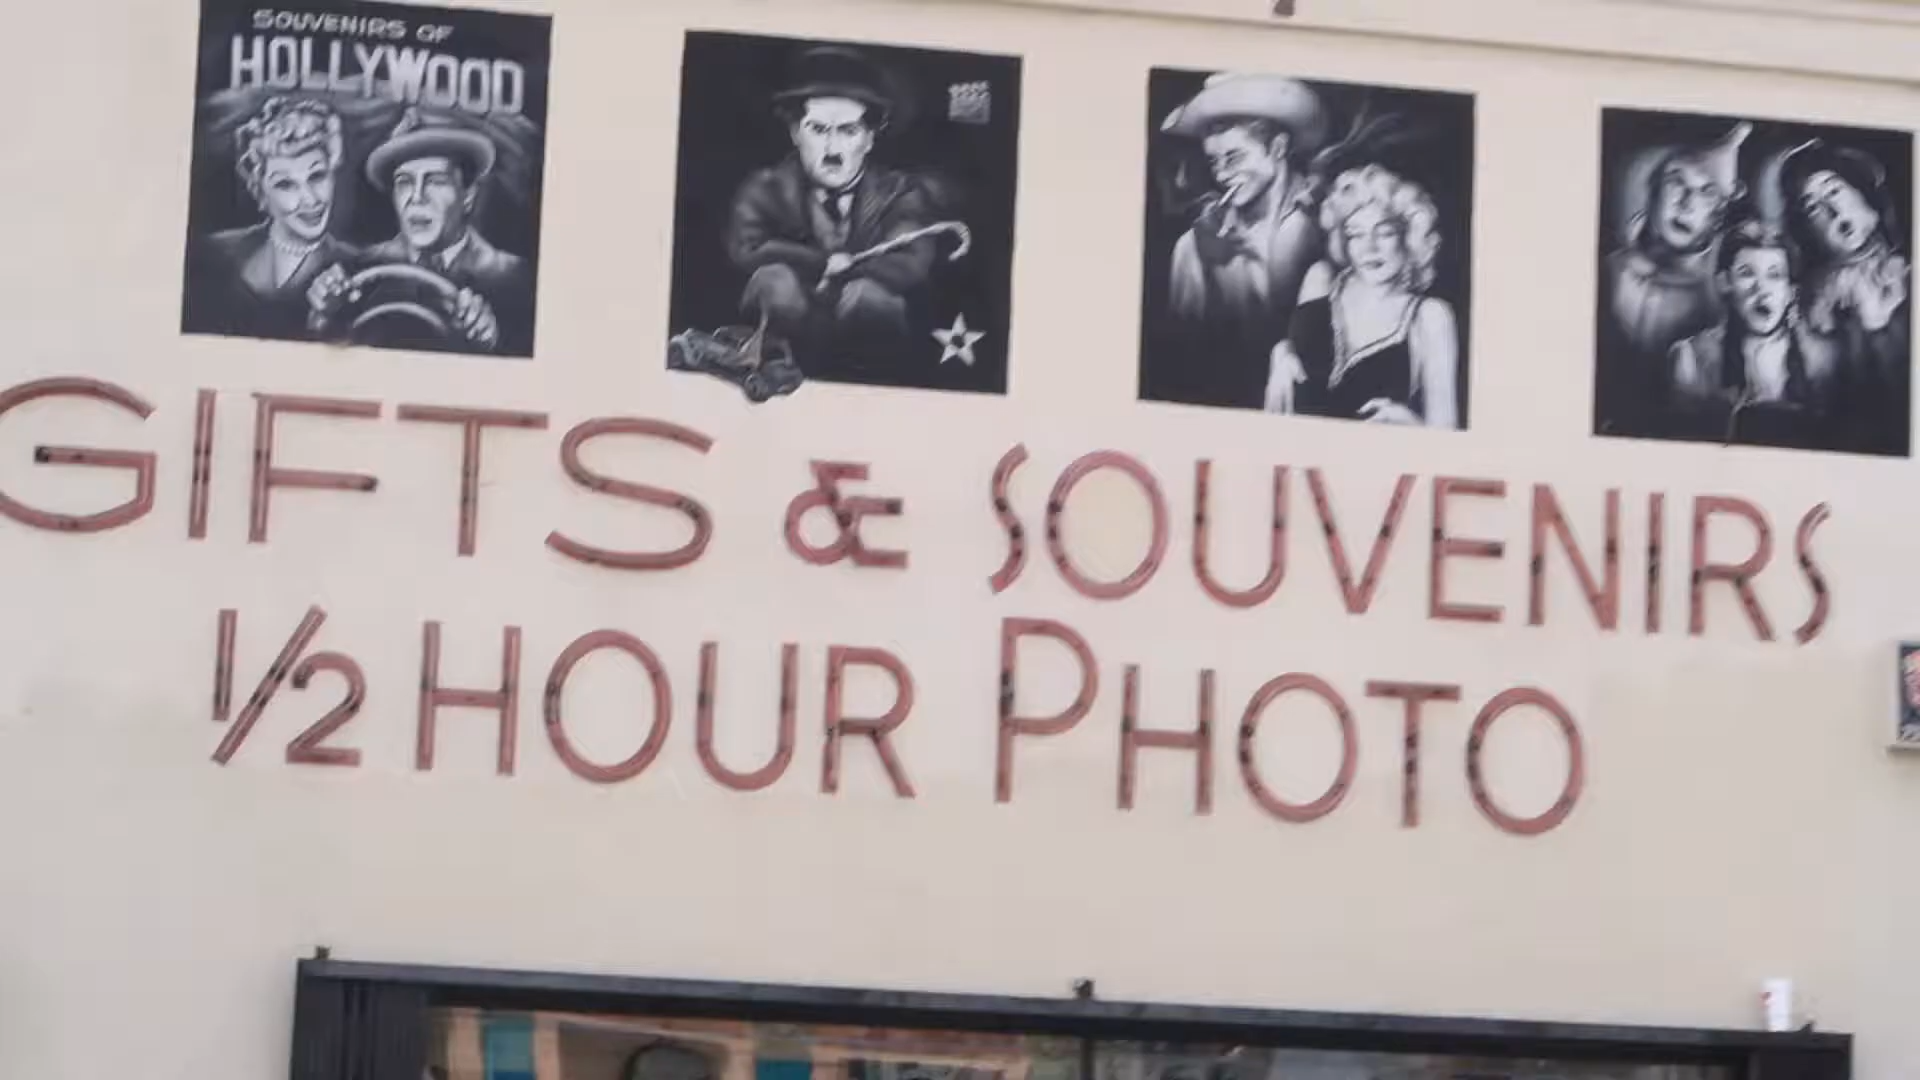 SOUVENIRS OF
HOLLYWOOD
GIFTS & SOUVENIRS
1/2 HOUR PHOTO